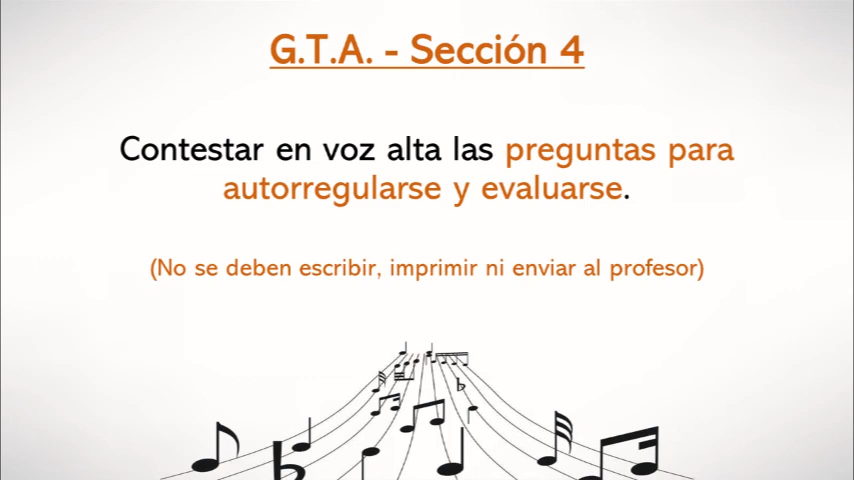 G.T.A. - Sección 4
Contestar en voz alta las preguntas para
autorregularse y evaluarse.
(No se deben escribir, imprimir ni enviar al profesor)